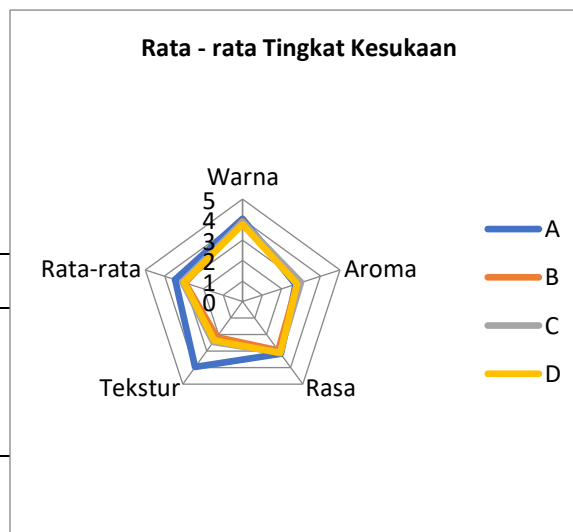 Rata - rata Tingkat Kesukaan
Warna
5
4
3
2
1
0
Rata-rata
Aroma
Tekstur
Rasa
A
B
C
D